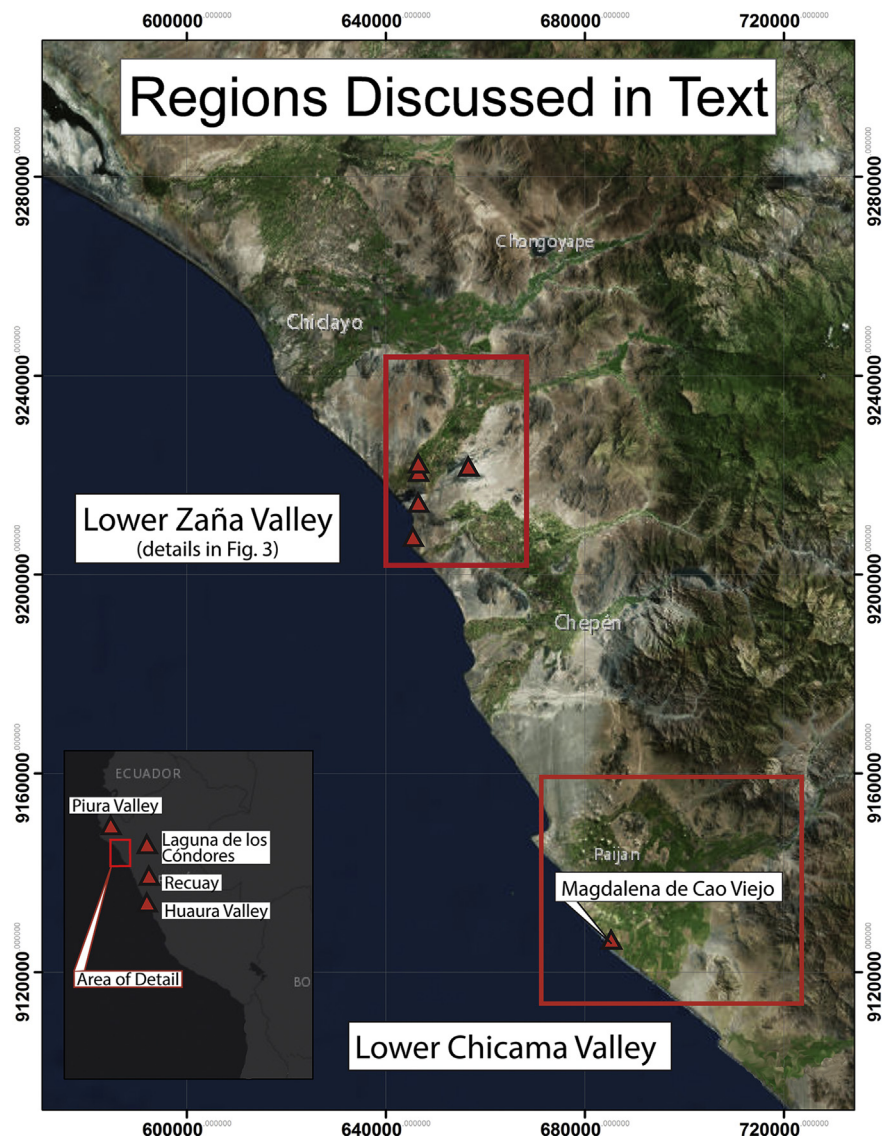 600000.000000 640000.000000 680000.000000 720000.000000
Regions Discussed in Text
9280000.000000
9280000.000000
Chongoyape
Chiclayo
9240000.000000
9240000.000000
Lower Zaña Valley
(details in Fig. 3)
9200000.000000
9200000.000000
Chepén
ECUADOR
9160000.000000
9160000.000000
Piura Valley
Laguna de los
Cóndores
Recuay
Huaura Valley
Paijan
Magdalena de Cao Viejo
Area of Detail
BO
9120000.000000
9120000.000000
Lower Chicama Valley
600000.000000 640000.000000 680000.000000 720000.000000